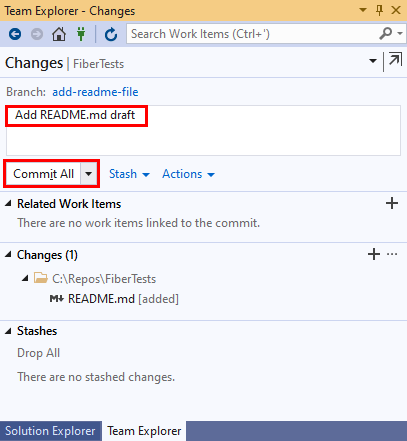 Team Explorer - Changes
Search Work Items (Ctrl+')
Changes | FiberTests
Branch: add-readme-file
Add README.md draft
Commit All Stash Actions
Related Work Items
There are no work items linked to the commit.
Changes (1)
C:\Repos\FiberTests
README.md [added]
Stashes
Drop All
There are no stashed changes.
Solution Explorer Team Explorer